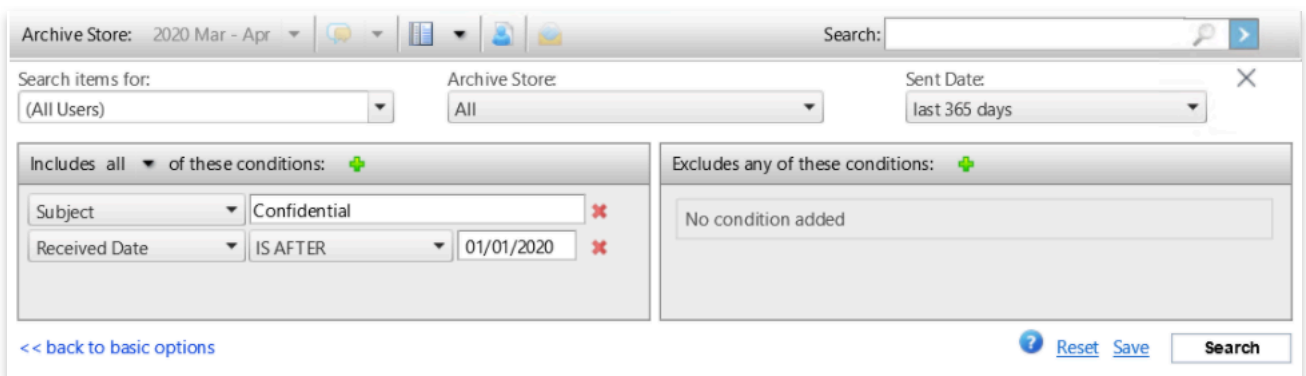 Archive Store: 2020 Mar - Apr Search:
Search items for: Archive Store: Sent Date:
(All Users) All last 365 days
Includes all of these conditions: Excludes any of these conditions:
Subject Confidential No condition added
Received Date IS AFTER 01/01/2020
<< back to basic options ? Reset Save Search